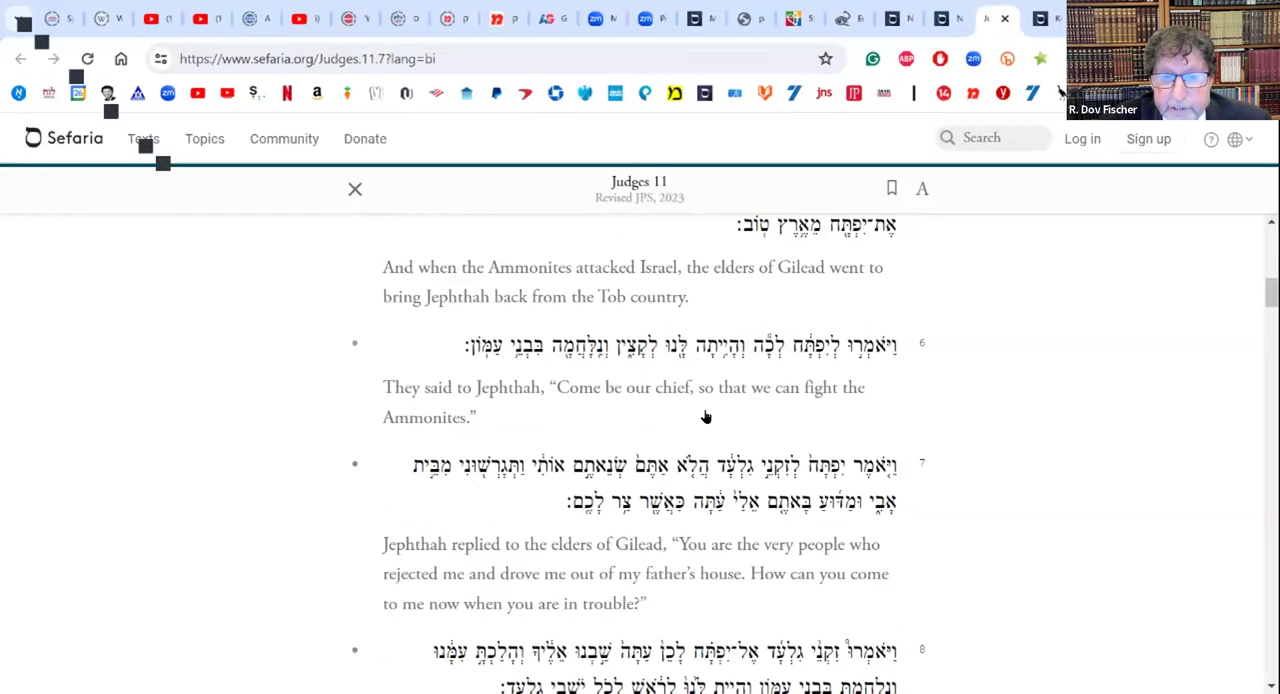 https://www.sefaria.org/Judges.11.7?lang=bi
R. Dov Fischer
Sefaria Texts Topics Community Donate Search Log in Sign up
Judges 11
Revised JPS, 2023
אֶת־יִפְתָּ֖ח מֵאֶ֥רֶץ טֽוֹב׃
And when the Ammonites attacked Israel, the elders of Gilead went to
bring Jephthah back from the Tob country.
6 וַיֹּאמְר֣וּ לְיִפְתָּ֔ח לְכָ֕ה וְהָיִ֥יתָה לָּ֖נוּ לְקָצִ֑ין וְנִֽלָּחֲמָ֖ה בִּבְנֵ֥י עַמּֽוֹן׃
They said to Jephthah, “Come be our chief, so that we can fight the
Ammonites.”
7 וַיֹּ֤אמֶר יִפְתָּח֙ לְזִקְנֵ֣י גִלְעָ֔ד הֲלֹ֤א אַתֶּם֙ שְׂנֵאתֶ֣ם אוֹתִ֔י וַתְּגָרְשׁ֖וּנִי מִבֵּ֣ית
אָבִ֑י וּמַדּ֜וּעַ בָּאתֶ֤ם אֵלַי֙ עַ֔תָּה כַּאֲשֶׁ֖ר צַ֥ר לָכֶֽם׃
Jephthah replied to the elders of Gilead, “You are the very people who
rejected me and drove me out of my father’s house. How can you come
to me now when you are in trouble?”
8 וַיֹּאמְרוּ֩ זִקְנֵ֨י גִלְעָ֜ד אֶל־יִפְתָּ֗ח לָכֵן֙ עַתָּה֙ שַׁ֣בְנוּ אֵלֶ֔יךָ וְהָלַכְתָּ֣ עִמָּ֔נוּ
וְנִלְחַמְתָּ֖ בִּבְנֵ֣י עַמּ֑וֹן וְהָיִ֤יתָ לָּ֙נוּ֙ לְרֹ֔אשׁ לְכֹ֖ל יֹשְׁבֵ֥י גִלְעָֽד׃